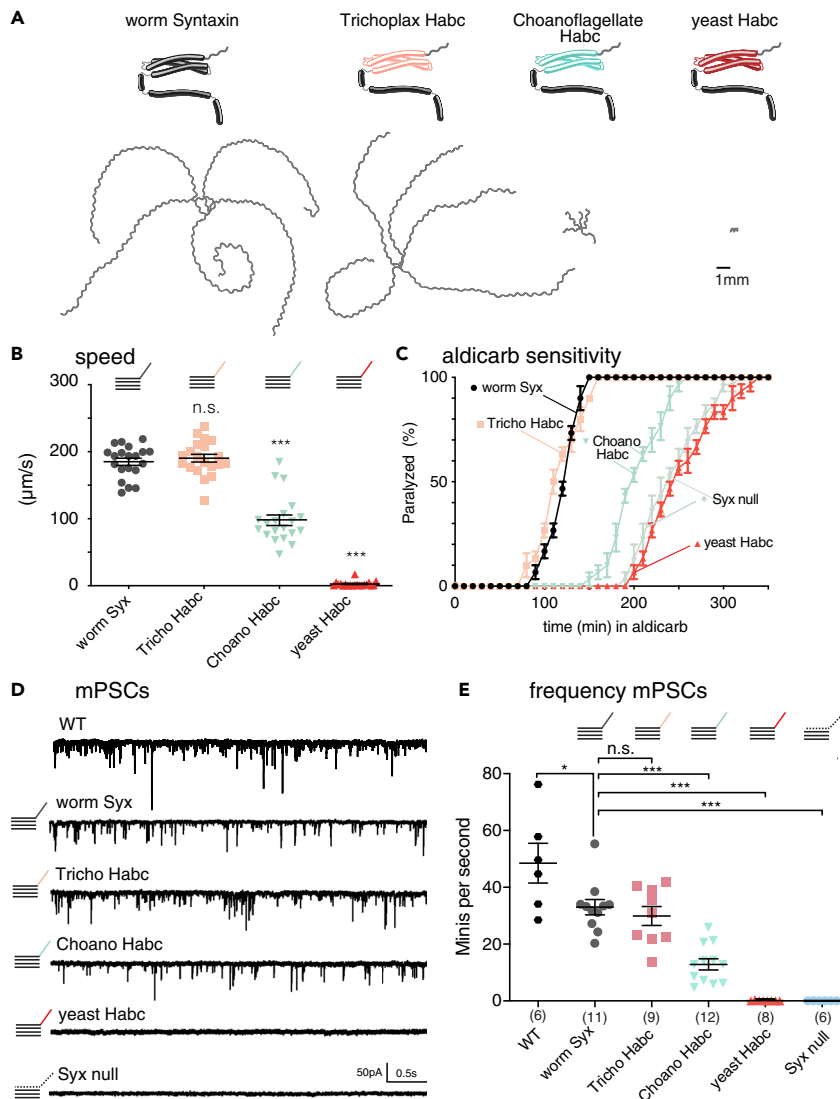 A
worm Syntaxin
Trichoplax Habc
Choanoflagellate
Habc
yeast Habc
1mm
B
speed
300
200
100
0
(µm/s)
n.s.
***
***
worm Syx
Tricho Habc
Choano Habc
yeast Habc
C
aldicarb sensitivity
100
50
0
Paralyzed (%)
worm Syx
Tricho Habc
Choano
Habc
Syx null
yeast Habc
0
100
200
300
time (min) in aldicarb
D
mPSCs
WT
worm Syx
Tricho Habc
Choano Habc
yeast Habc
Syx null
50pA
0.5s
E
frequency mPSCs
n.s.
*
***
***
***
80
60
40
20
0
Minis per second
(6)
(11)
(9)
(12)
(8)
(6)
WT
worm Syx
Tricho Habc
Choano Habc
yeast Habc
Syx null